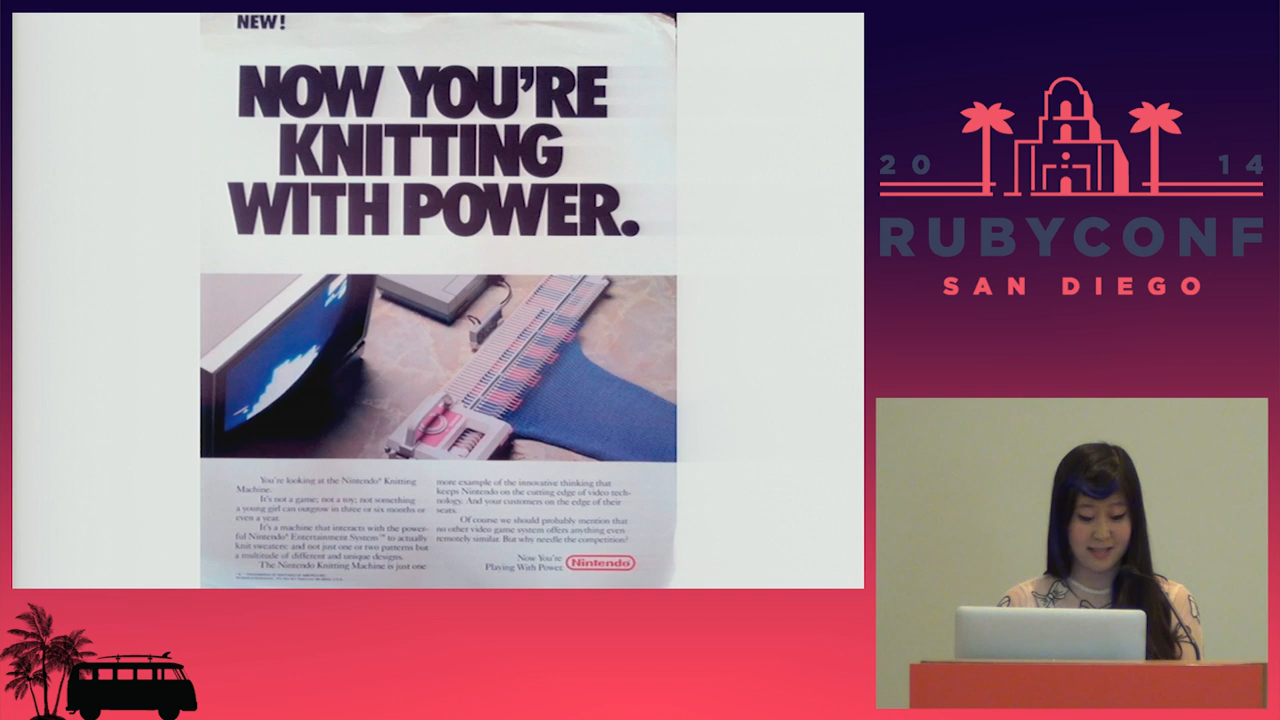 NEW!
NOW YOU'RE
KNITTING
WITH POWER.
You're looking at the Nintendo® Knitting
Machine.
It's not a game; not a toy; not something
a young girl can outgrow in three or six months or
even a year.
It's a machine that interacts with the power-
ful Nintendo® Entertainment System™ to actually
knit sweaters: and not just one or two patterns but
a multitude of different and unique designs.
The Nintendo Knitting Machine is just one
more example of the innovative thinking that
keeps Nintendo on the cutting edge of video tech-
nology. And your customers on the edge of their
seats.
Of course we should probably mention that
no other video game system offers anything even
remotely similar. But why needle the competition?
Now You're
Playing With Power.
Nintendo
2014
RUBYCONF
SAN DIEGO